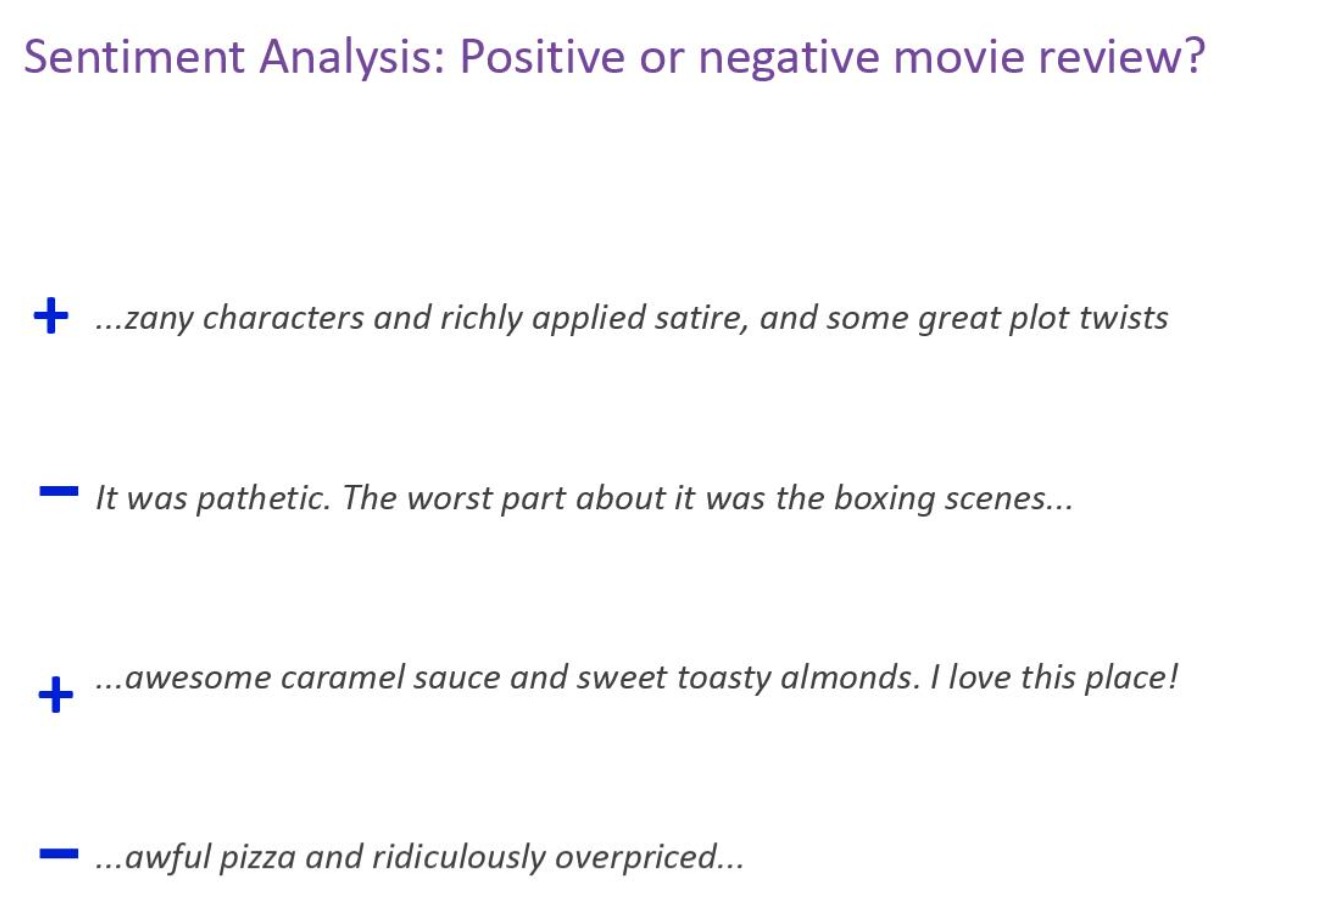 Sentiment Analysis: Positive or negative movie review?
+ ...zany characters and richly applied satire, and some great plot twists
− It was pathetic. The worst part about it was the boxing scenes...
+ ...awesome caramel sauce and sweet toasty almonds. I love this place!
− ...awful pizza and ridiculously overpriced...